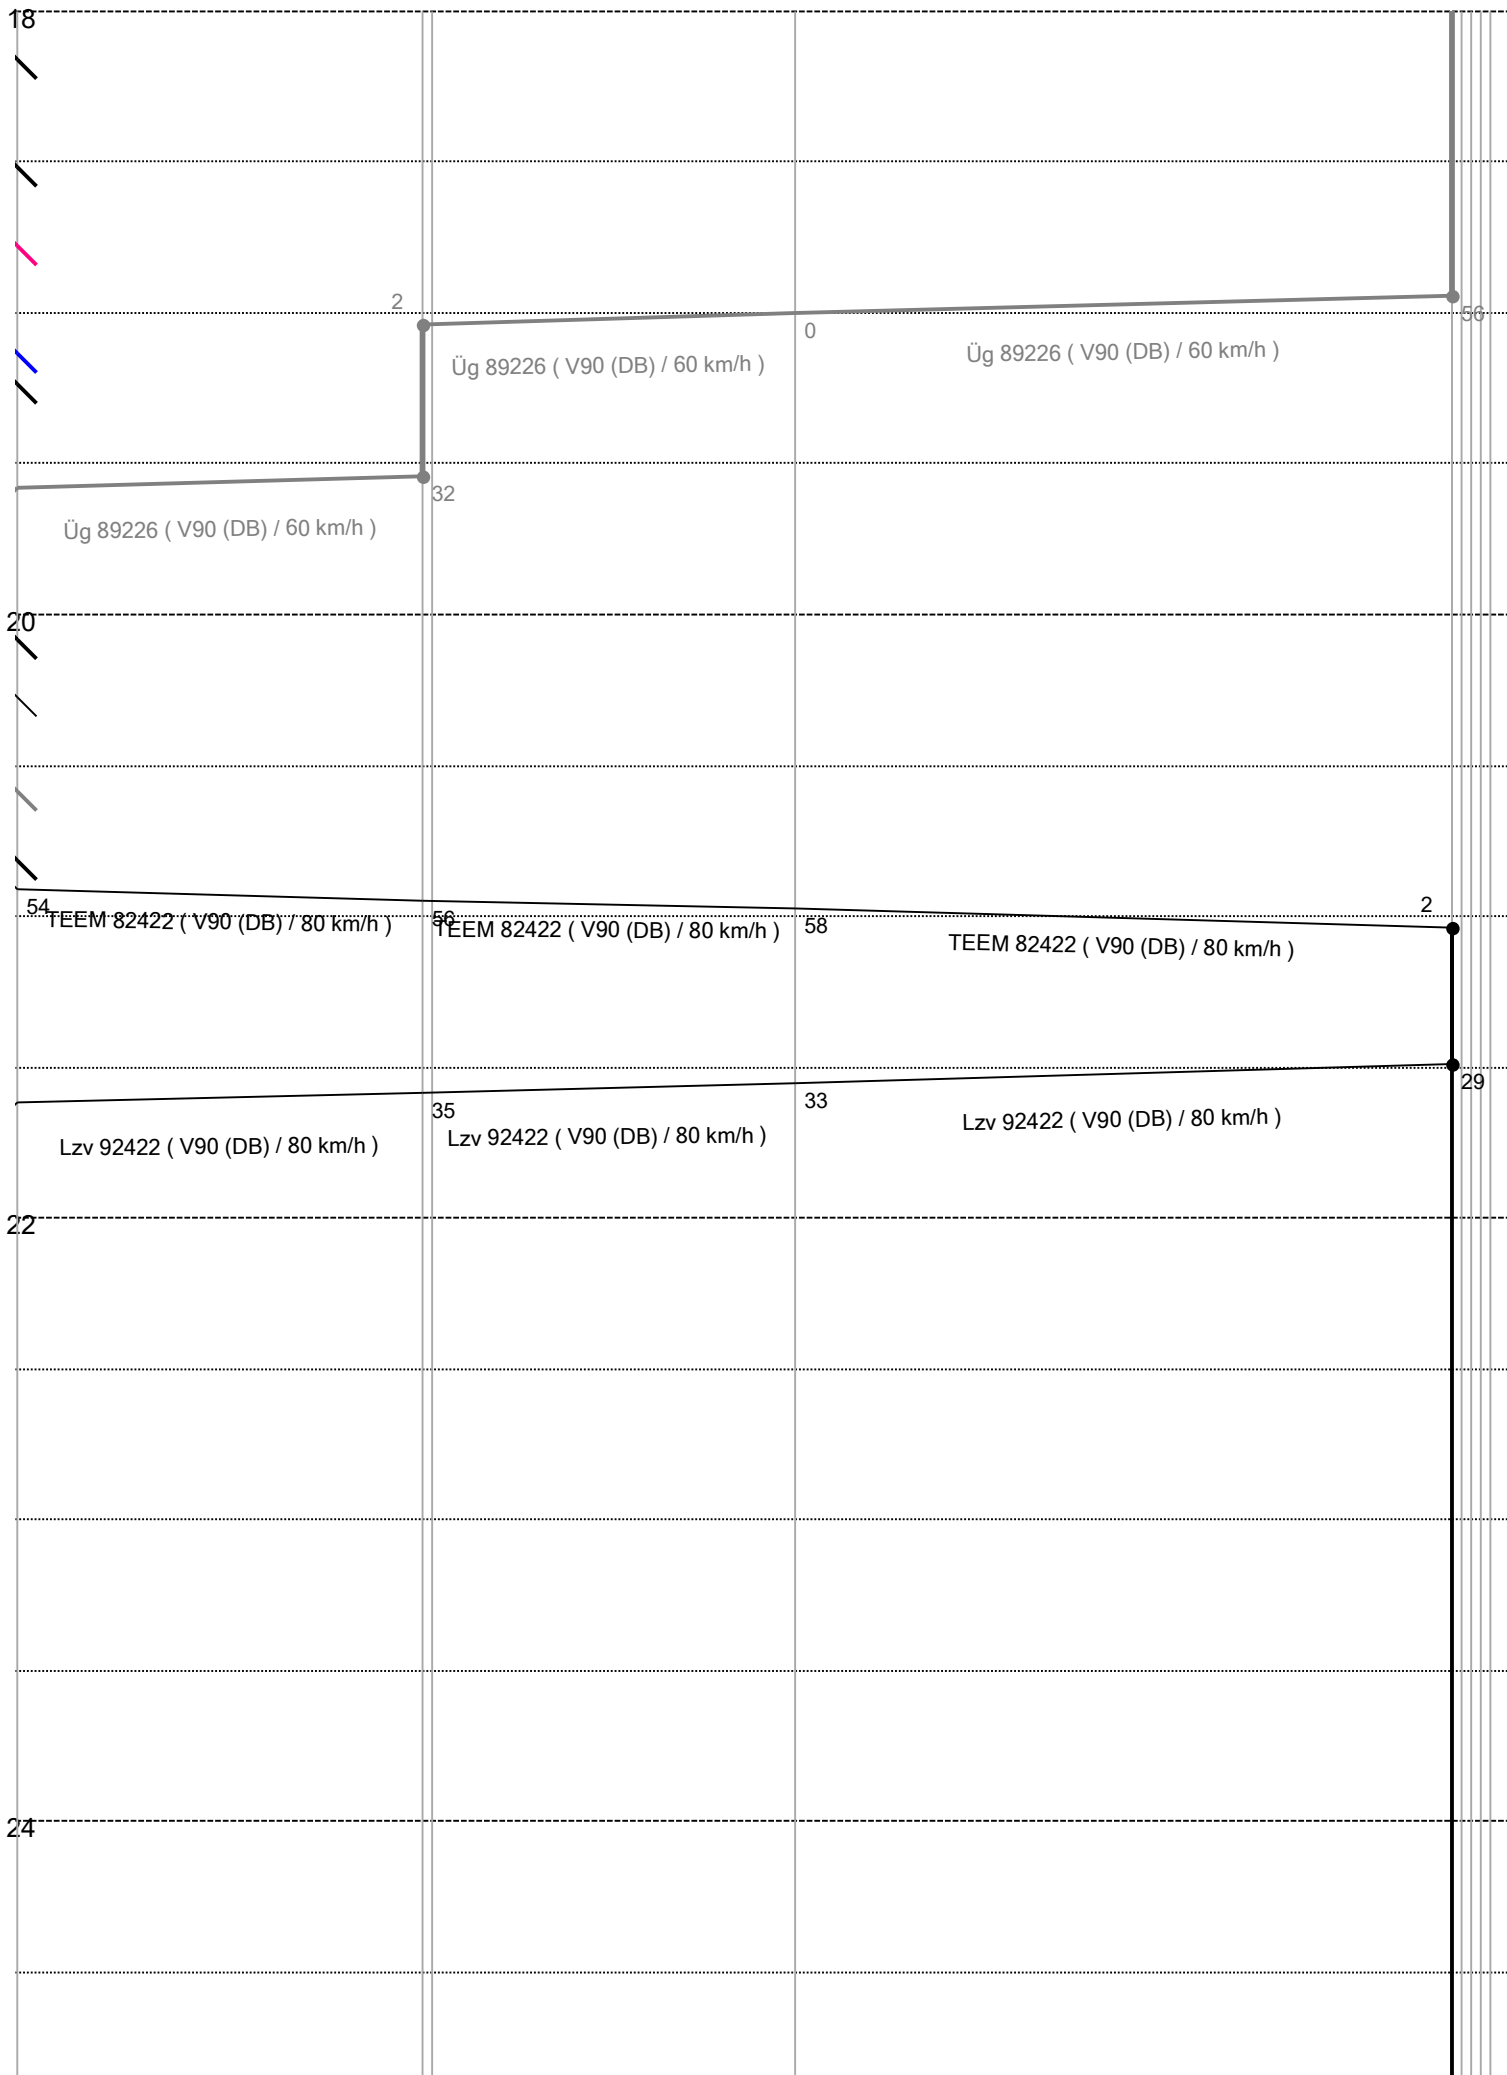 18
2
56
0
Üg 89226 ( V90 (DB) / 60 km/h )
Üg 89226 ( V90 (DB) / 60 km/h )
32
Üg 89226 ( V90 (DB) / 60 km/h )
20
54
TEEM 82422 ( V90 (DB) / 80 km/h )
56
TEEM 82422 ( V90 (DB) / 80 km/h )
58
2
TEEM 82422 ( V90 (DB) / 80 km/h )
29
35
33
Lzv 92422 ( V90 (DB) / 80 km/h )
Lzv 92422 ( V90 (DB) / 80 km/h )
Lzv 92422 ( V90 (DB) / 80 km/h )
22
24